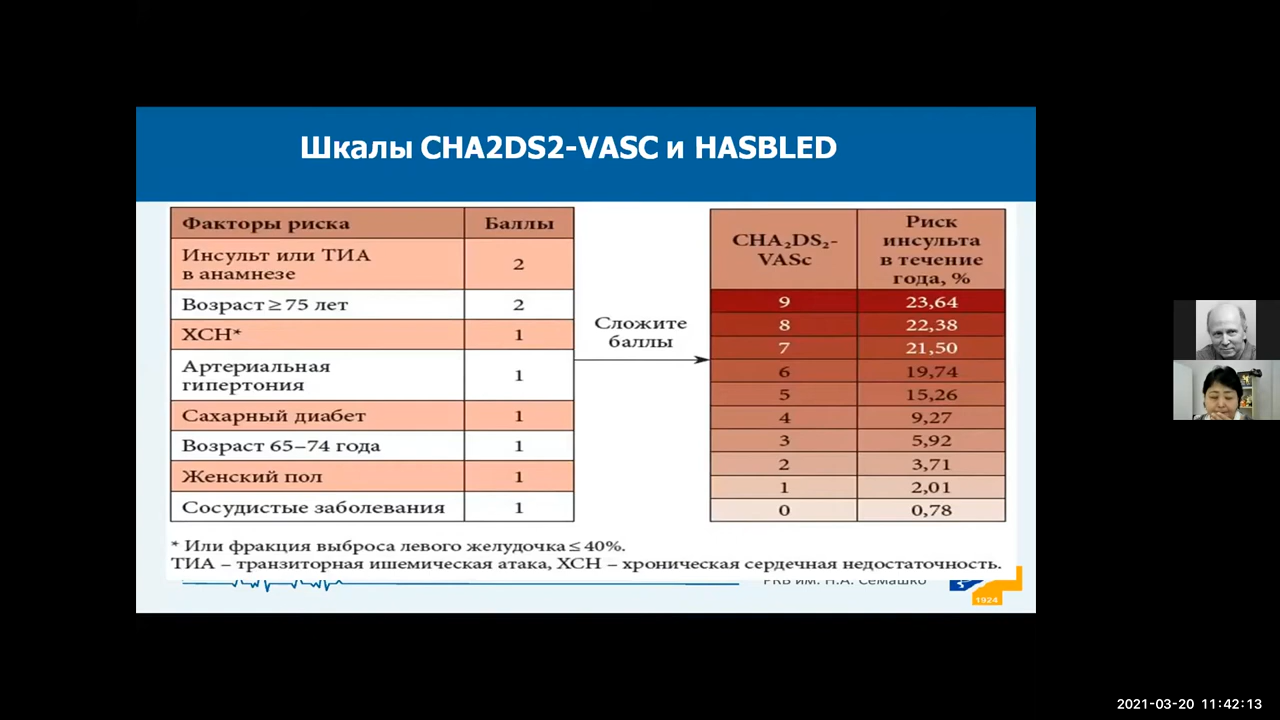 Шкалы CHA2DS2-VASC и HASBLED
Факторы риска Баллы
Инсульт или ТИА
в анамнезе 2
Возраст ≥ 75 лет 2
ХСН* 1
Артериальная
гипертония 1
Сахарный диабет 1
Возраст 65–74 года 1
Женский пол 1
Сосудистые заболевания 1
Сложите
баллы
CHA₂DS₂-
VASc
Риск
инсульта
в течение
года, %
9 23,64
8 22,38
7 21,50
6 19,74
5 15,26
4 9,27
3 5,92
2 3,71
1 2,01
0 0,78
* Или фракция выброса левого желудочка ≤ 40%.
ТИА – транзиторная ишемическая атака, ХСН – хроническая сердечная недостаточность.
РКБ им. Н.А. Семашко
1924
2021-03-20 11:42:13